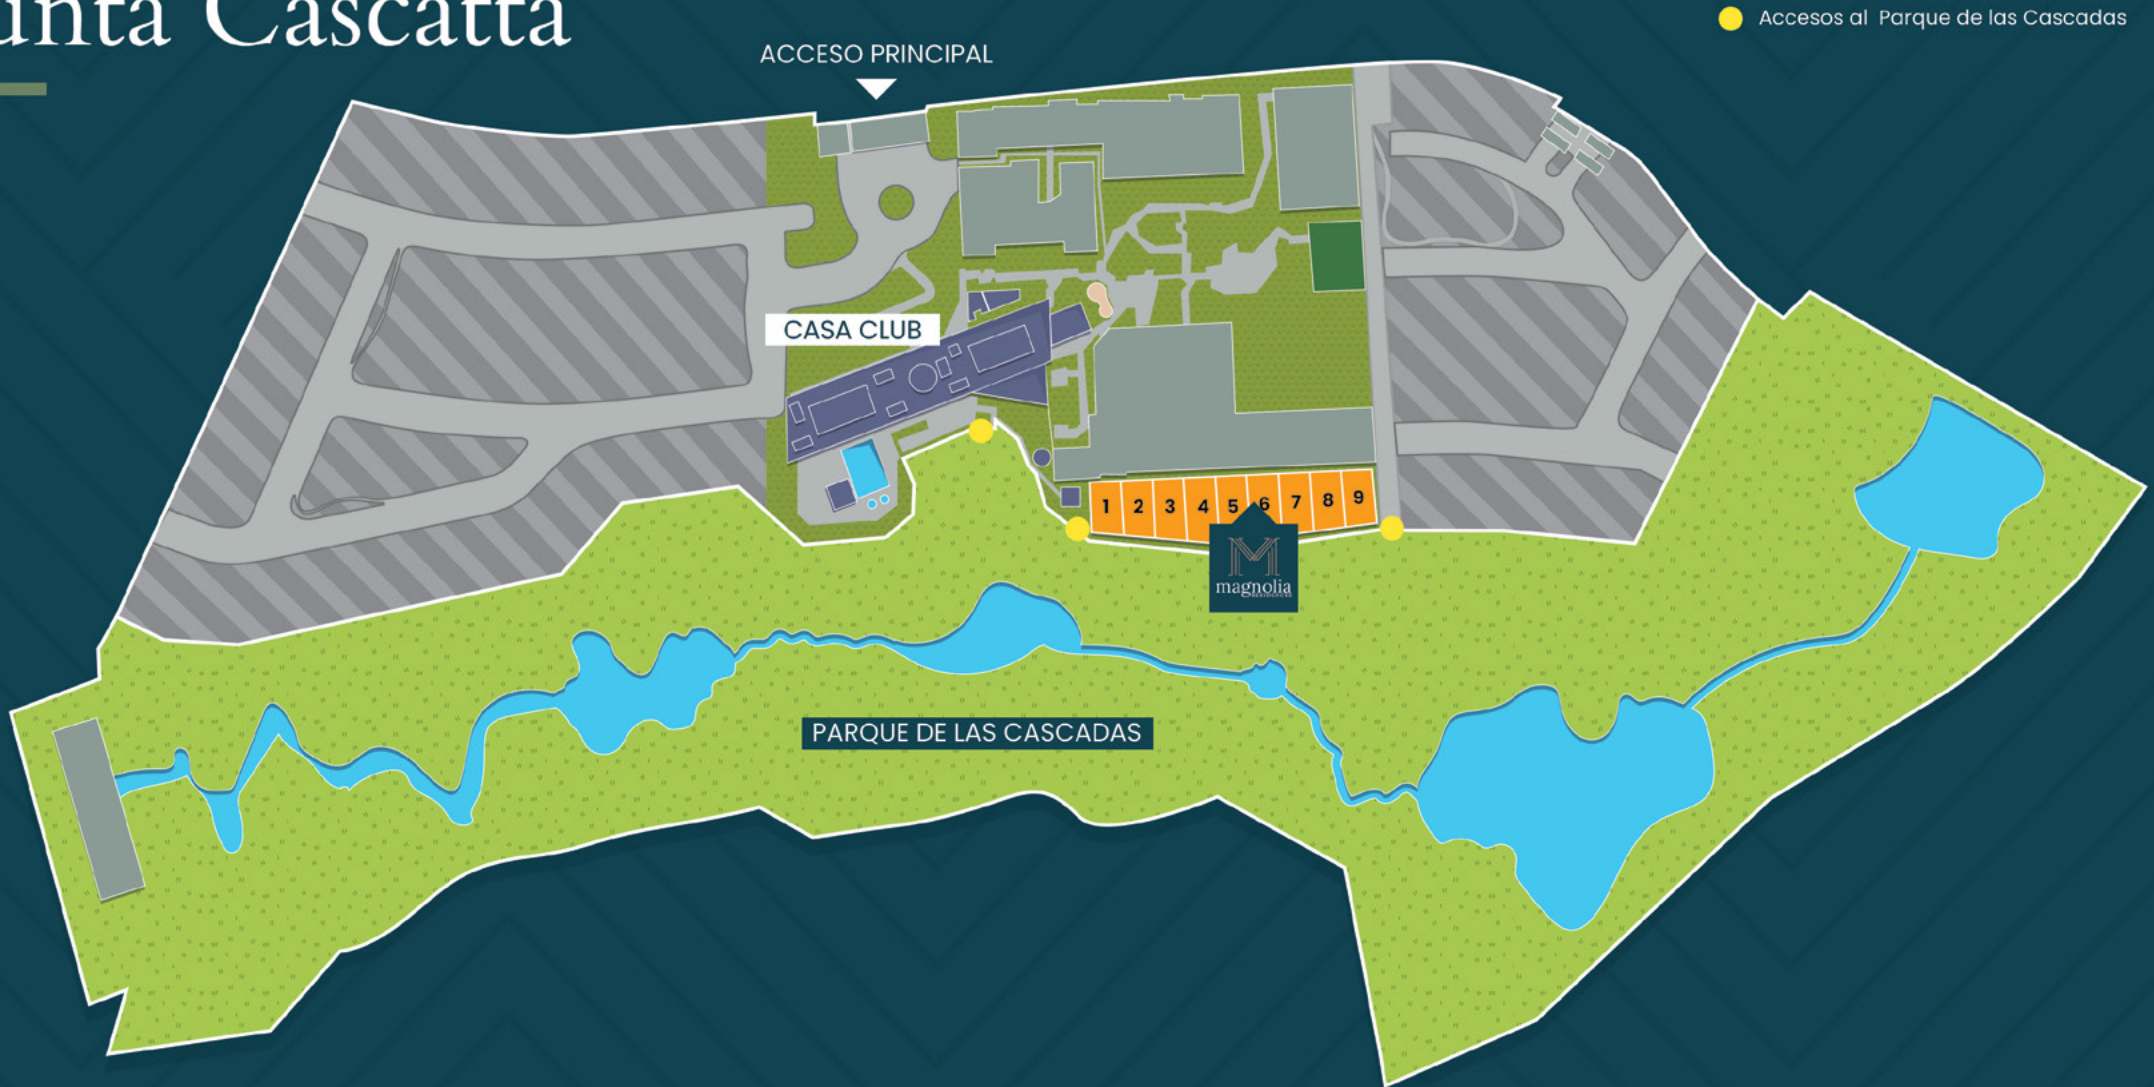 Cascatta
Accesos al Parque de las Cascadas
ACCESO PRINCIPAL
CASA CLUB
1 2 3 4 5 6 7 8 9
M
magnolia
PARQUE DE LAS CASCADAS